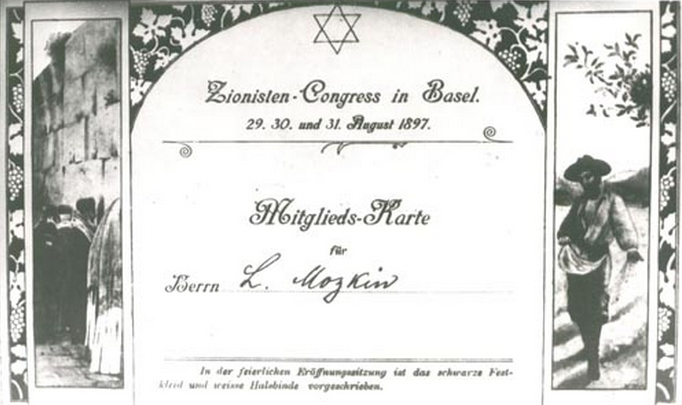 Zionisten-Congress in Basel.
29. 30. und 31. August 1897.
Mitglieds-Karte
für
Herrn L. Mozkin
In der feierlichen Eröffnungssitzung ist das schwarze Fest-
kleid und weisse Halsbinde vorgeschrieben.